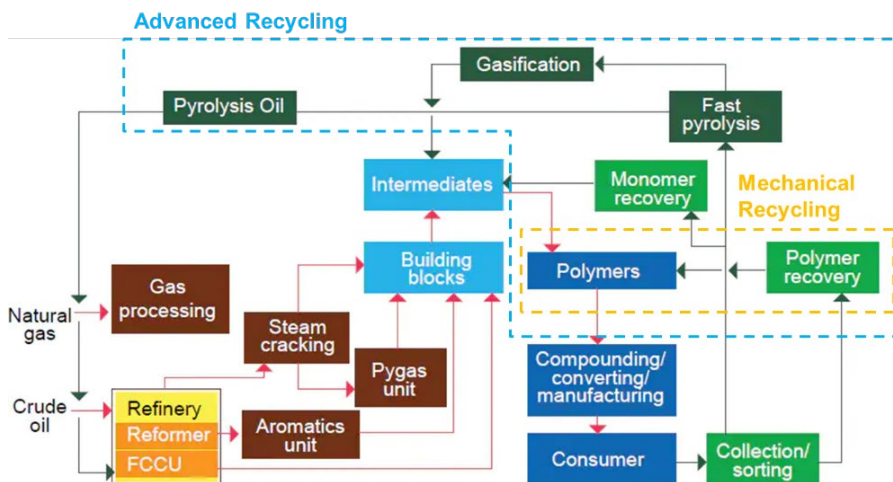 Advanced Recycling
Gasification
Pyrolysis Oil
Fast
pyrolysis
Intermediates
Monomer
recovery
Mechanical
Recycling
Building
blocks
Polymers
Polymer
recovery
Gas
processing
Natural
gas
Steam
cracking
Pygas
unit
Compounding/
converting/
manufacturing
Crude
oil
Refinery
Reformer
FCCU
Aromatics
unit
Consumer
Collection/
sorting